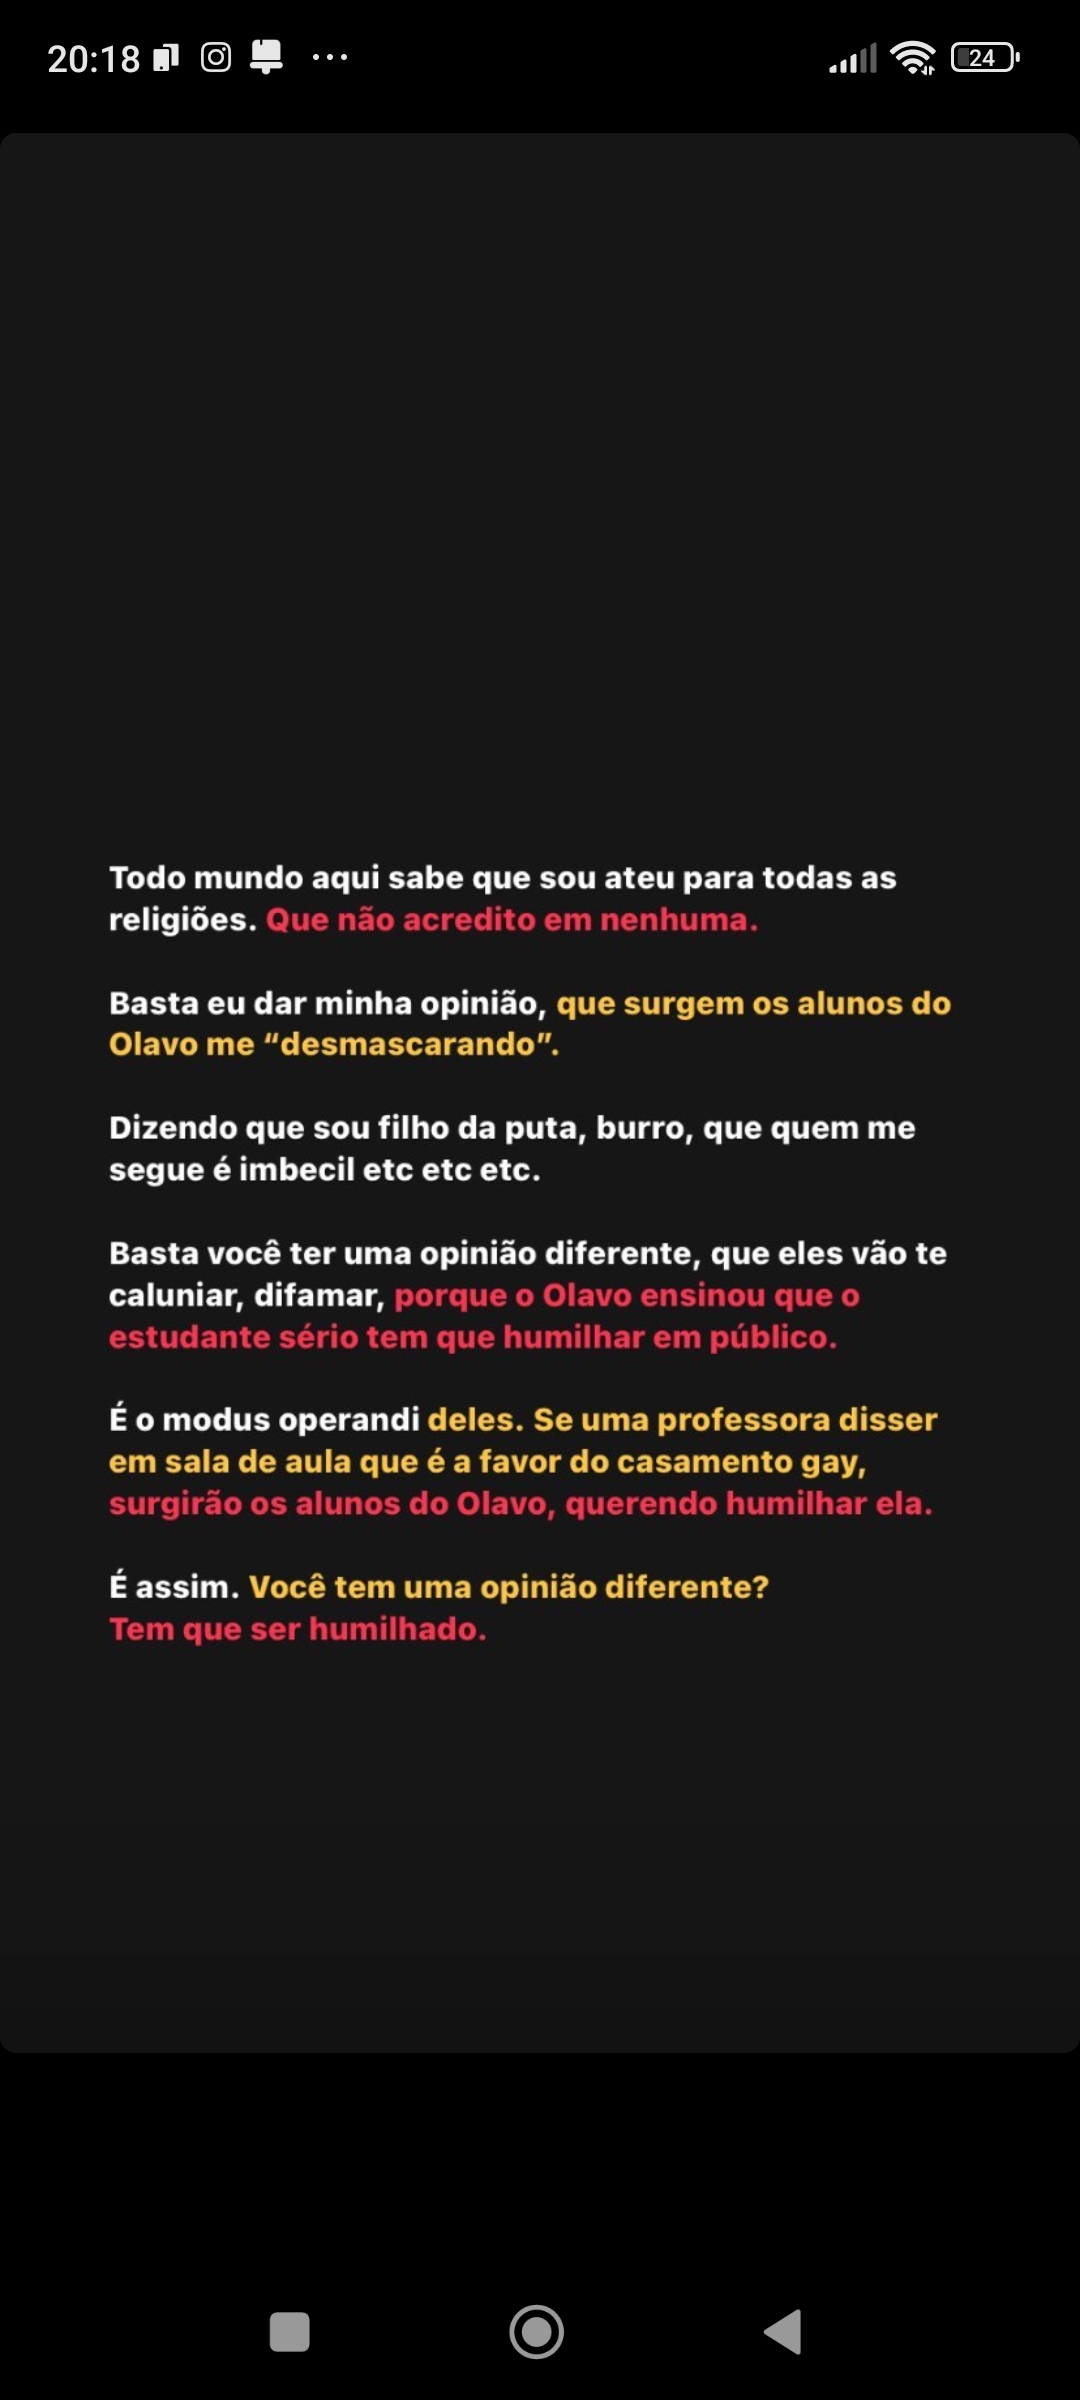 20:18
24
Todo mundo aqui sabe que sou ateu para todas as
religiões. Que não acredito em nenhuma.
Basta eu dar minha opinião, que surgem os alunos do
Olavo me “desmascarando”.
Dizendo que sou filho da puta, burro, que quem me
segue é imbecil etc etc etc.
Basta você ter uma opinião diferente, que eles vão te
caluniar, difamar, porque o Olavo ensinou que o
estudante sério tem que humilhar em público.
É o modus operandi deles. Se uma professora disser
em sala de aula que é a favor do casamento gay,
surgirão os alunos do Olavo, querendo humilhar ela.
É assim. Você tem uma opinião diferente?
Tem que ser humilhado.